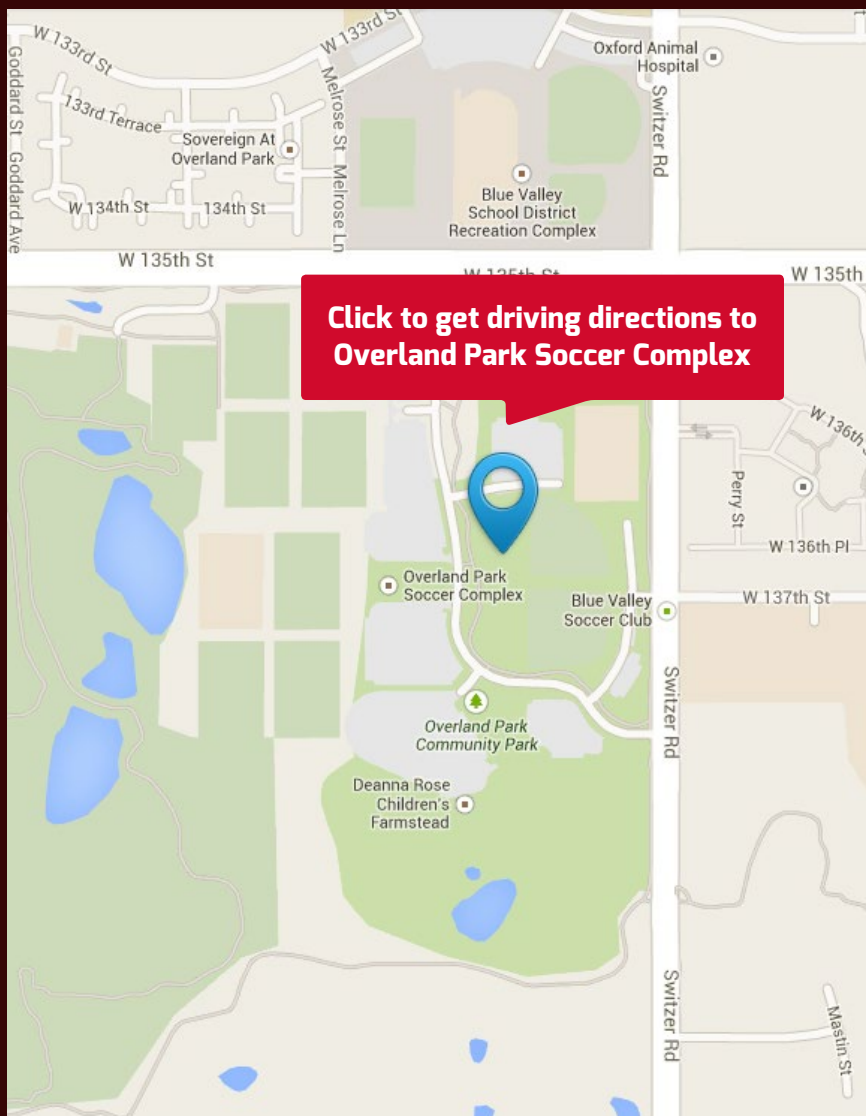 W 133rd St
W 133rd St
Oxford Animal
Hospital
Goddard St
Goddard Ave
133rd Terrace
Melrose St
Melrose Ln
Switzer Rd
Sovereign At
Overland Park
Blue Valley
School District
Recreation Complex
W 134th St
134th St
W 135th St
W 135th St
W 135th
Click to get driving directions to
Overland Park Soccer Complex
W 136th
Perry St
W 136th Pl
Overland Park
Soccer Complex
Blue Valley
Soccer Club
W 137th St
Switzer Rd
Overland Park
Community Park
Deanna Rose
Children's
Farmstead
Switzer Rd
Mastin St